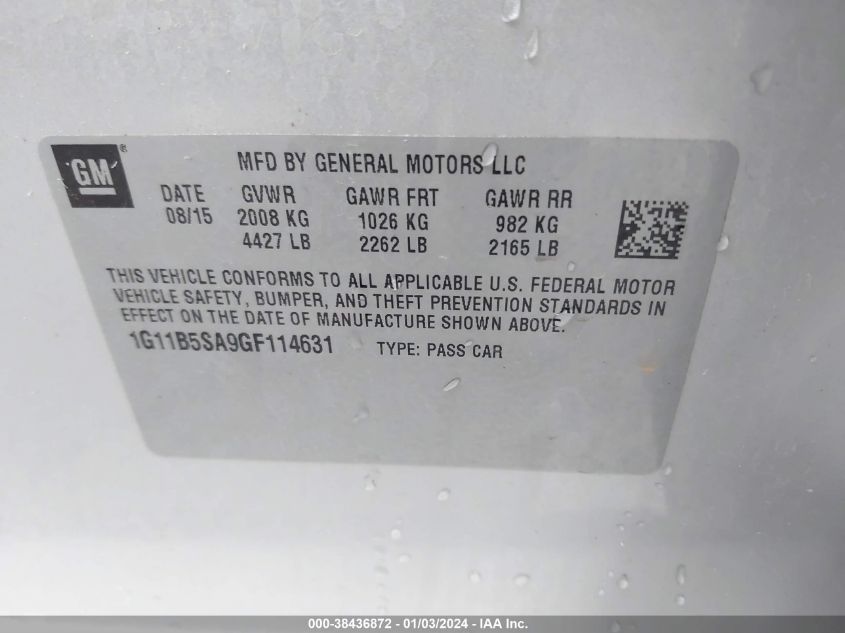 GM ®
MFD BY GENERAL MOTORS LLC
DATE GVWR GAWR FRT GAWR RR
08/15 2008 KG 1026 KG 982 KG
4427 LB 2262 LB 2165 LB
THIS VEHICLE CONFORMS TO ALL APPLICABLE U.S. FEDERAL MOTOR
VEHICLE SAFETY, BUMPER, AND THEFT PREVENTION STANDARDS IN
EFFECT ON THE DATE OF MANUFACTURE SHOWN ABOVE.
1G11B5SA9GF114631 TYPE: PASS CAR
000-38436872 - 01/03/2024 - IAA Inc.